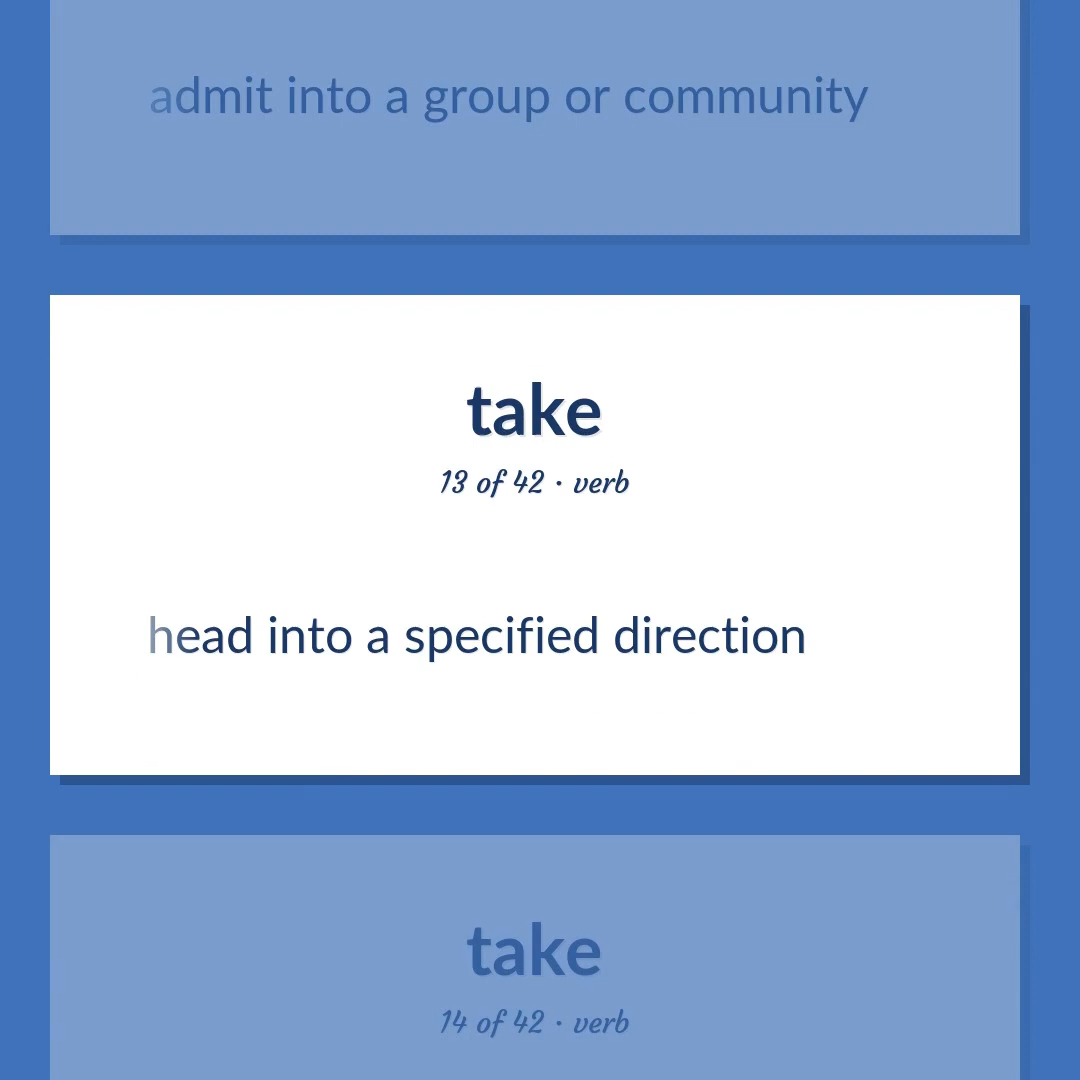 admit into a group or community
take
13 of 42 · verb
head into a specified direction
take
14 of 42 · verb